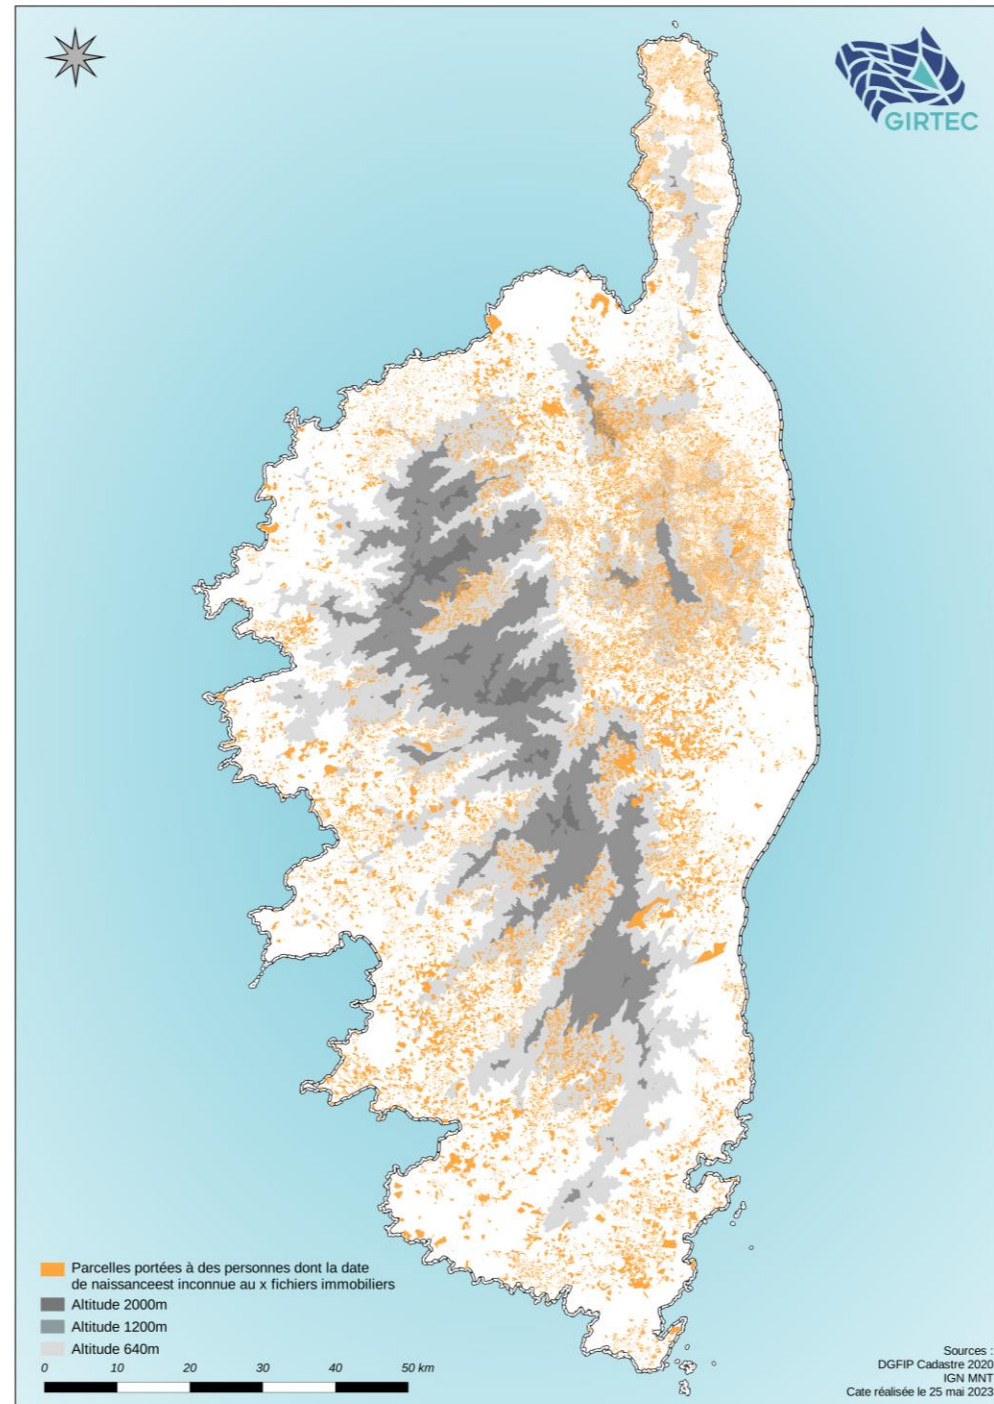 GIRTEC
Parcelles portées à des personnes dont la date
de naissanceest inconnue au x fichiers immobiliers
Altitude 2000m
Altitude 1200m
Altitude 640m
0 10 20 30 40 50 km
Sources :
DGFIP Cadastre 2020
IGN MNT
Cate réalisée le 25 mai 2023